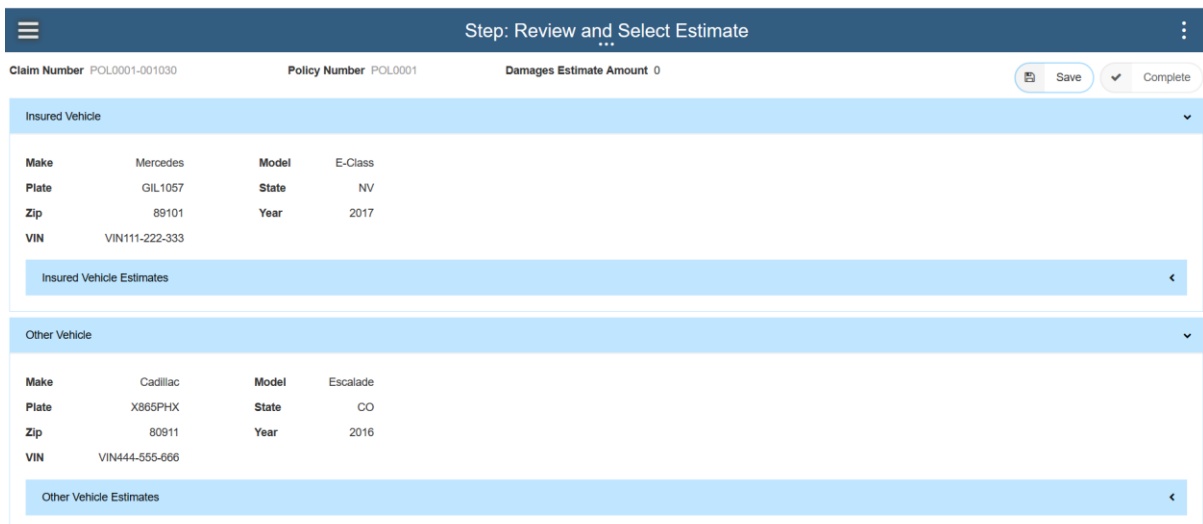 Step: Review and Select Estimate
Claim Number POL0001-001030 Policy Number POL0001 Damages Estimate Amount 0 Save Complete
Insured Vehicle
Make Mercedes Model E-Class
Plate GIL1057 State NV
Zip 89101 Year 2017
VIN VIN111-222-333
Insured Vehicle Estimates
Other Vehicle
Make Cadillac Model Escalade
Plate X865PHX State CO
Zip 80911 Year 2016
VIN VIN444-555-666
Other Vehicle Estimates